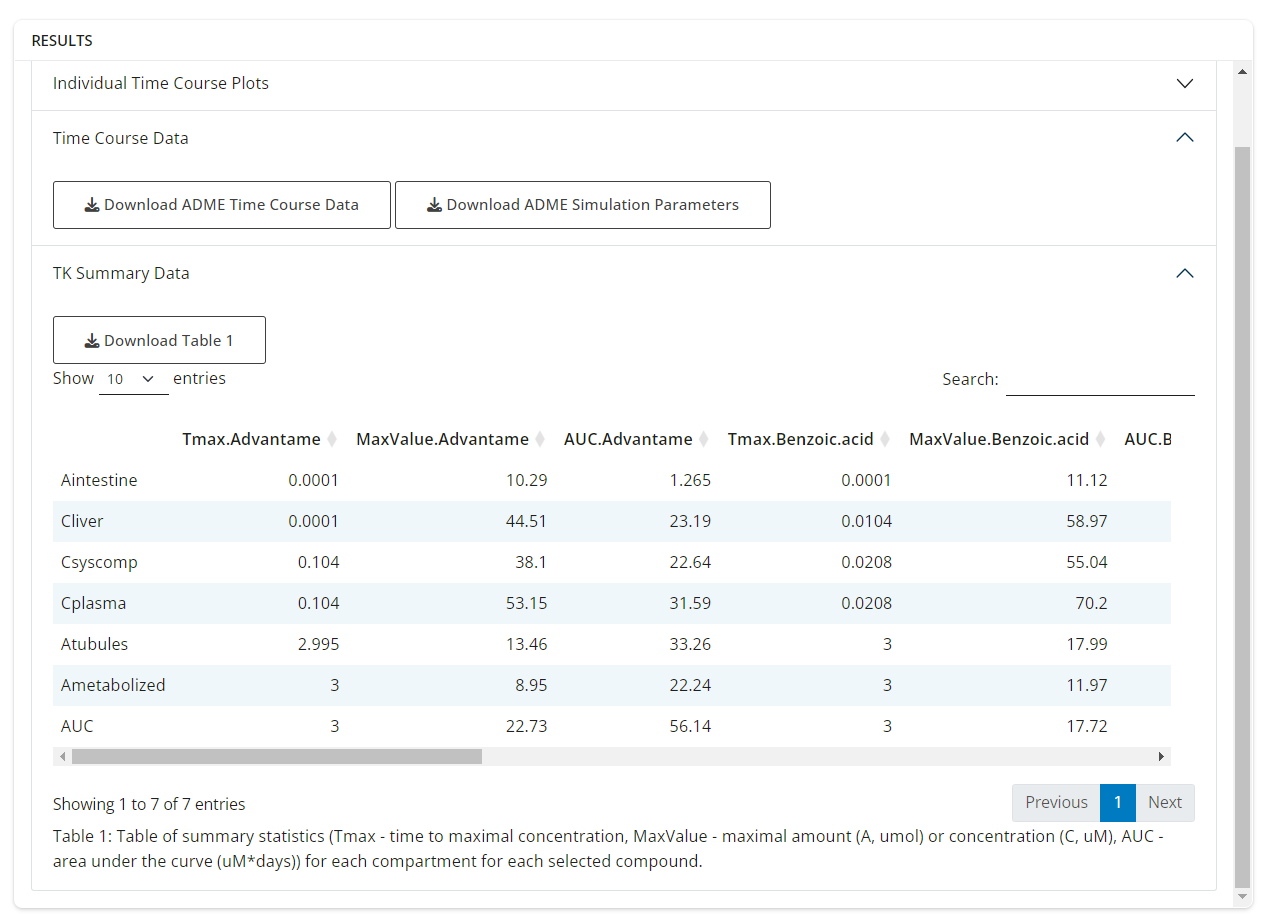 RESULTS
Individual Time Course Plots
Time Course Data
Download ADME Time Course Data Download ADME Simulation Parameters
TK Summary Data
Download Table 1
Show 10 entries Search:
Tmax.Advantame MaxValue.Advantame AUC.Advantame Tmax.Benzoic.acid MaxValue.Benzoic.acid AUC.B
Aintestine 0.0001 10.29 1.265 0.0001 11.12
Cliver 0.0001 44.51 23.19 0.0104 58.97
Csyscomp 0.104 38.1 22.64 0.0208 55.04
Cplasma 0.104 53.15 31.59 0.0208 70.2
Atubules 2.995 13.46 33.26 3 17.99
Ametabolized 3 8.95 22.24 3 11.97
AUC 3 22.73 56.14 3 17.72
Showing 1 to 7 of 7 entries Previous 1 Next
Table 1: Table of summary statistics (Tmax - time to maximal concentration, MaxValue - maximal amount (A, umol) or concentration (C, uM), AUC -
area under the curve (uM*days)) for each compartment for each selected compound.